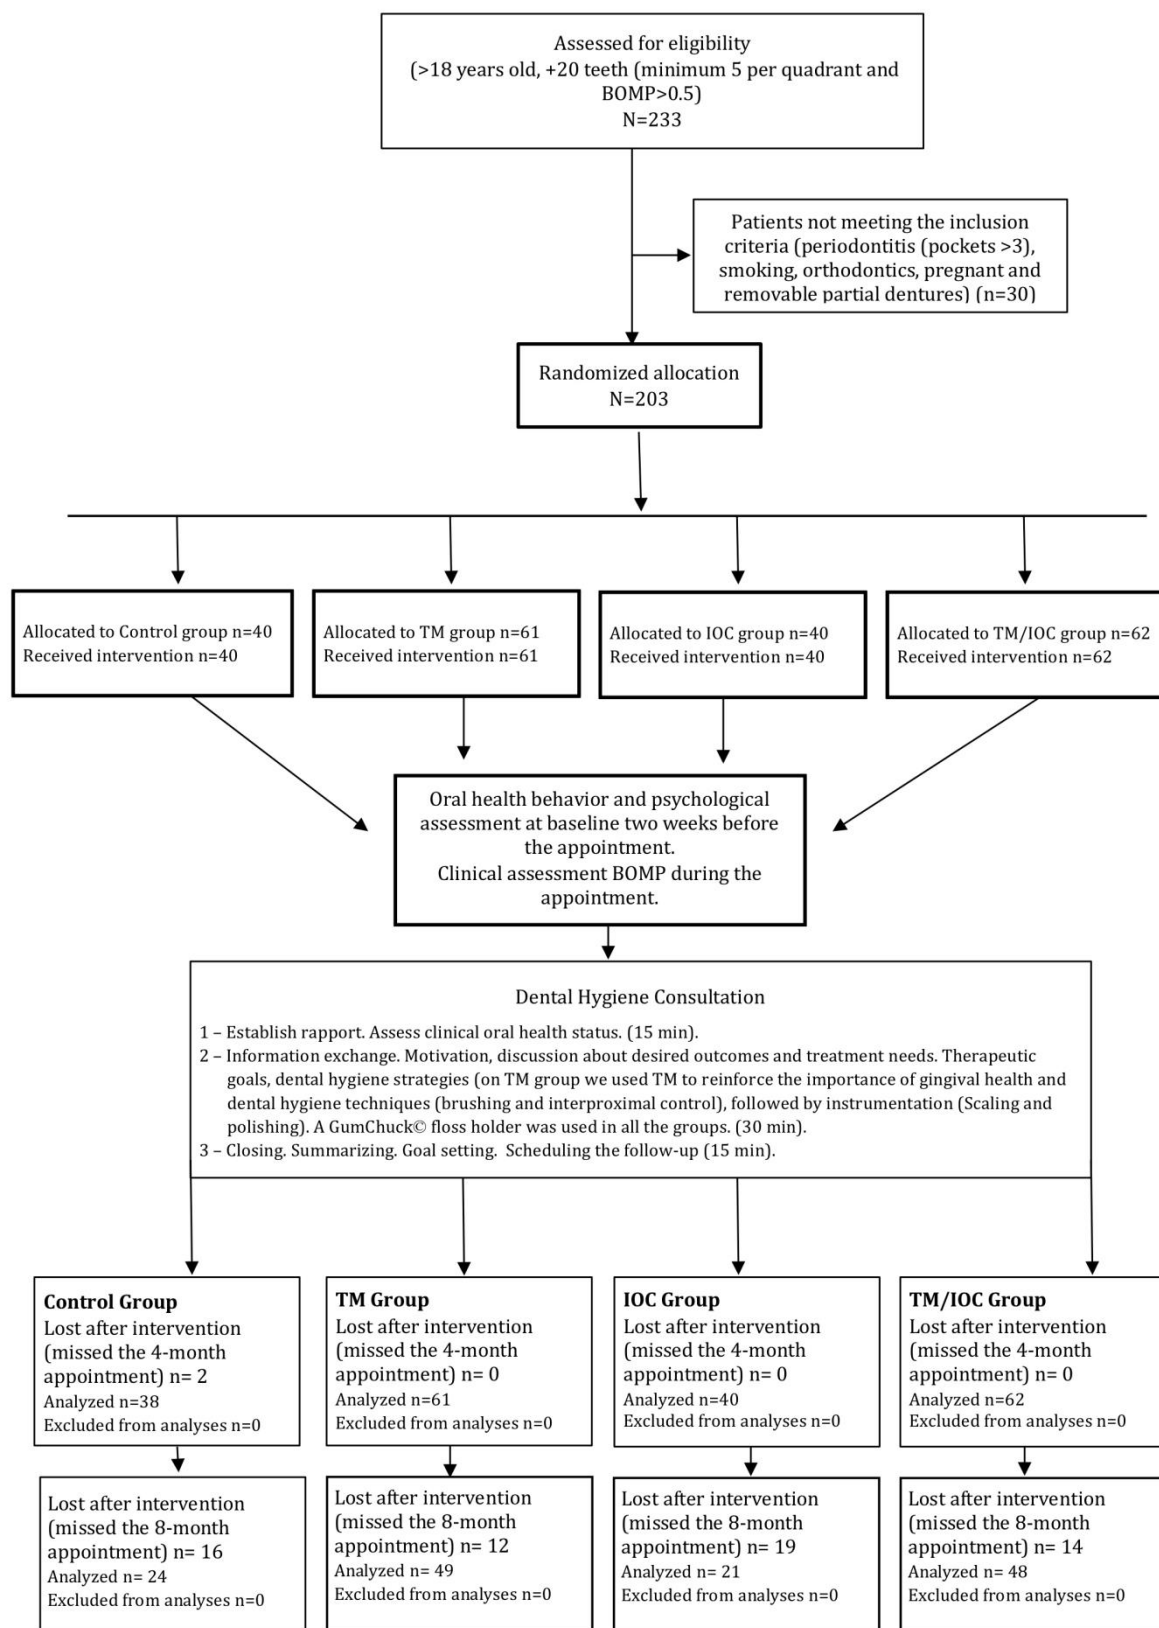 Assessed for eligibility
(>18 years old, +20 teeth (minimum 5 per quadrant and
BOMP>0.5)
N=233
Patients not meeting the inclusion
criteria (periodontitis (pockets >3),
smoking, orthodontics, pregnant and
removable partial dentures) (n=30)
Randomized allocation
N=203
Allocated to Control group n=40
Received intervention n=40
Allocated to TM group n=61
Received intervention n=61
Allocated to IOC group n=40
Received intervention n=40
Allocated to TM/IOC group n=62
Received intervention n=62
Oral health behavior and psychological
assessment at baseline two weeks before
the appointment.
Clinical assessment BOMP during the
appointment.
Dental Hygiene Consultation
1 – Establish rapport. Assess clinical oral health status. (15 min).
2 – Information exchange. Motivation, discussion about desired outcomes and treatment needs. Therapeutic
goals, dental hygiene strategies (on TM group we used TM to reinforce the importance of gingival health and
dental hygiene techniques (brushing and interproximal control), followed by instrumentation (Scaling and
polishing). A GumChuck© floss holder was used in all the groups. (30 min).
3 – Closing. Summarizing. Goal setting. Scheduling the follow-up (15 min).
Control Group
Lost after intervention
(missed the 4-month
appointment) n= 2
Analyzed n=38
Excluded from analyses n=0
TM Group
Lost after intervention
(missed the 4-month
appointment) n= 0
Analyzed n=61
Excluded from analyses n=0
IOC Group
Lost after intervention
(missed the 4-month
appointment) n= 0
Analyzed n=40
Excluded from analyses n=0
TM/IOC Group
Lost after intervention
(missed the 4-month
appointment) n= 0
Analyzed n=62
Excluded from analyses n=0
Lost after intervention
(missed the 8-month
appointment) n= 16
Analyzed n= 24
Excluded from analyses n=0
Lost after intervention
(missed the 8-month
appointment) n= 12
Analyzed n= 49
Excluded from analyses n=0
Lost after intervention
(missed the 8-month
appointment) n= 19
Analyzed n= 21
Excluded from analyses n=0
Lost after intervention
(missed the 8-month
appointment) n= 14
Analyzed n= 48
Excluded from analyses n=0